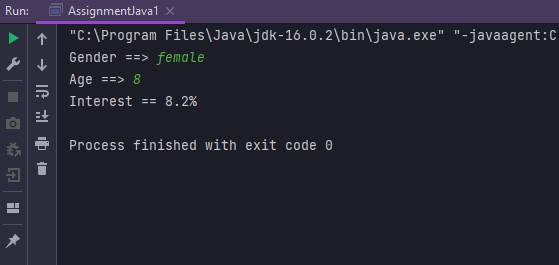 Run: AssignmentJava1
"C:\Program Files\Java\jdk-16.0.2\bin\java.exe" "-javaagent:C
Gender ==> female
Age ==> 8
Interest == 8.2%
Process finished with exit code 0